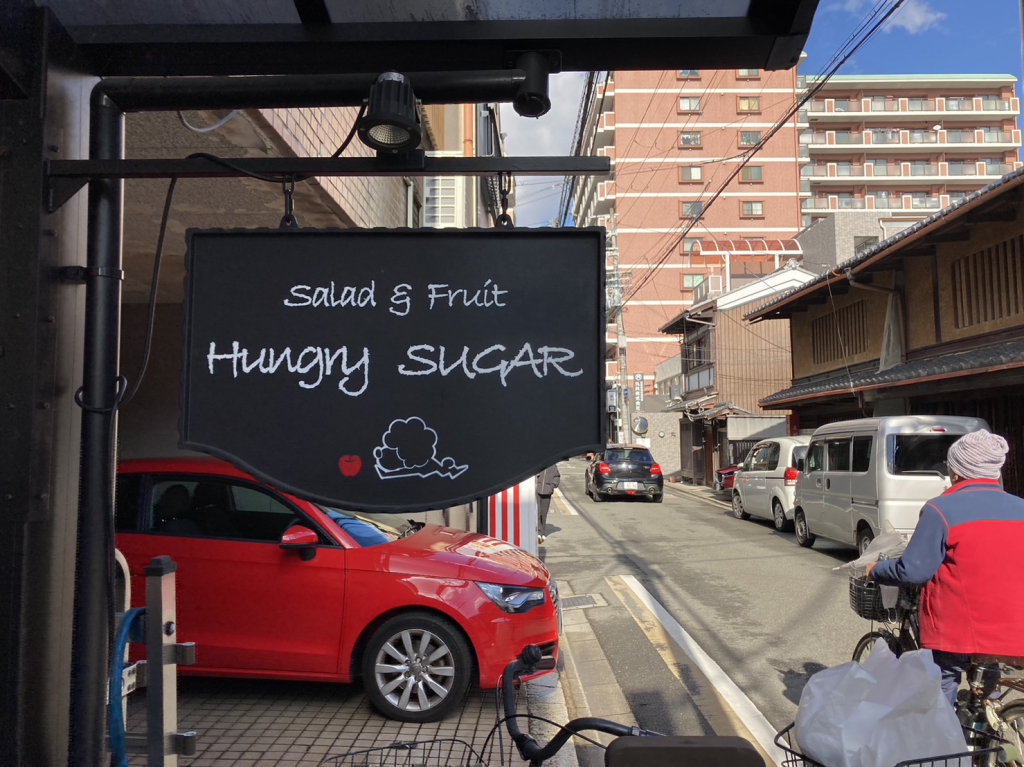 Salad & Fruit
Hungry SUGAR